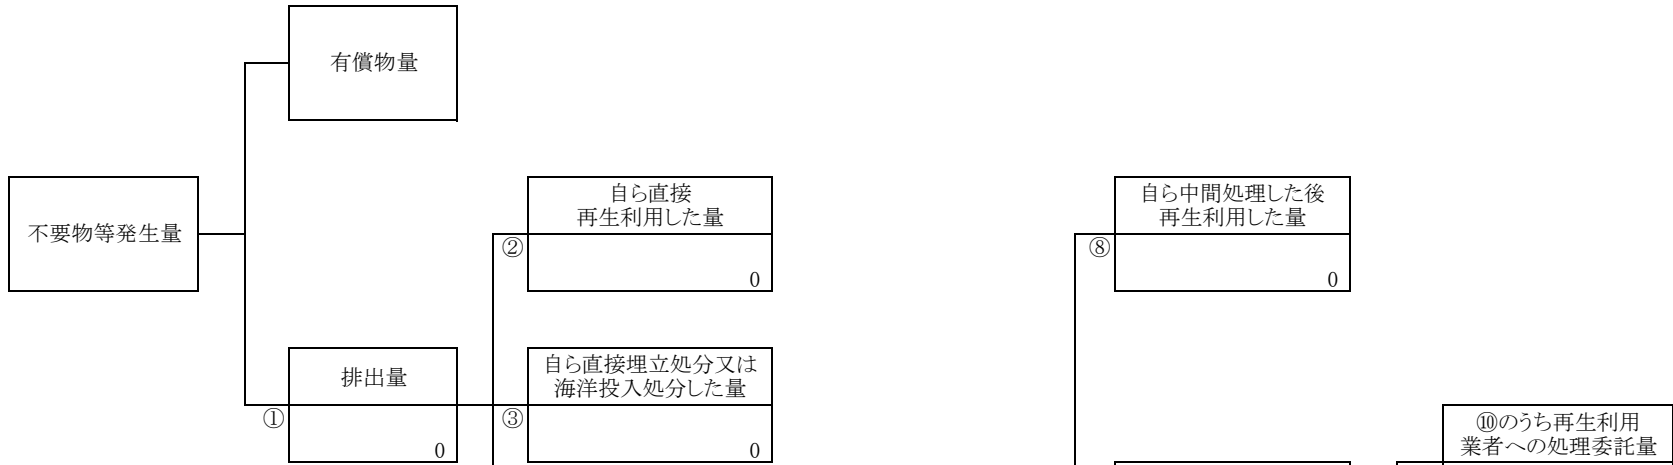 有償物量
不要物等発生量
自ら直接
再生利用した量
②
0
自ら中間処理した後
再生利用した量
⑧
0
排出量
①
0
自ら直接埋立処分又は
海洋投入処分した量
③
0
⑩のうち再生利用
業者への処理委託量